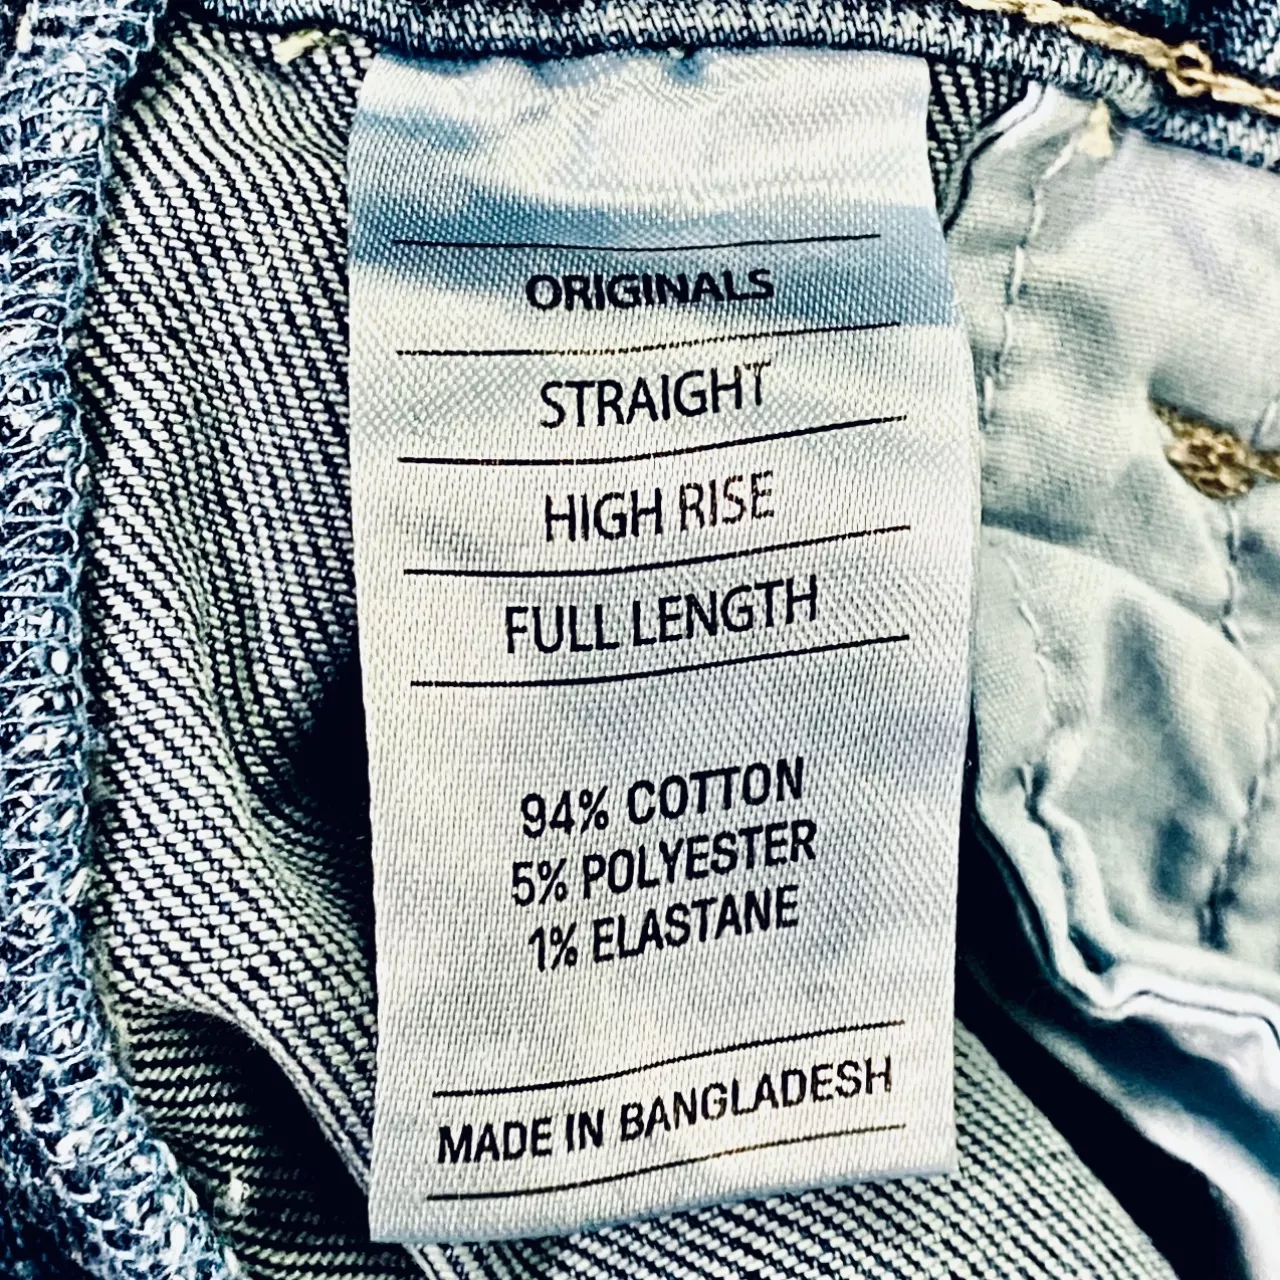 ORIGINALS
STRAIGHT
HIGH RISE
FULL LENGTH
94% COTTON
5% POLYESTER
1% ELASTANE
MADE IN BANGLADESH